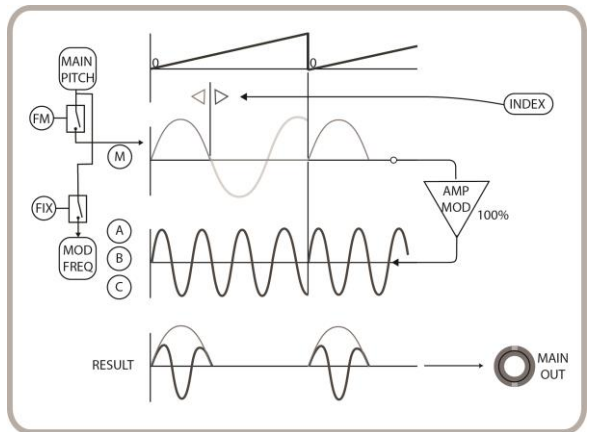 MAIN
PITCH
0
0
INDEX
FM
M
AMP
MOD
100%
FIX
A
MOD
FREQ
B
C
RESULT
MAIN
OUT